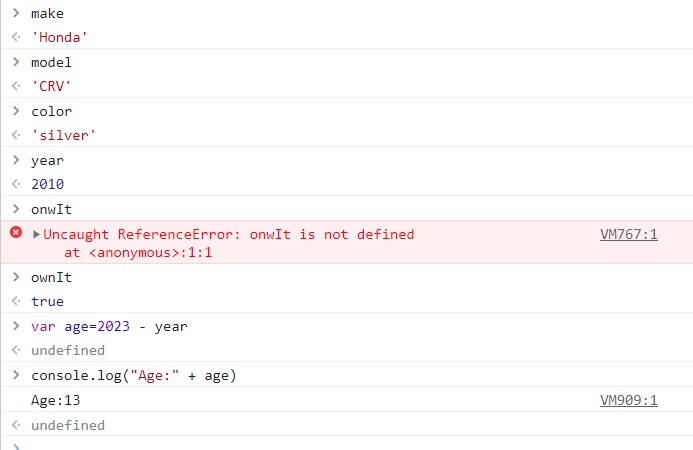 make
'Honda'
model
'CRV'
color
'silver'
year
2010
onwIt
Uncaught ReferenceError: onwIt is not defined VM767:1
at <anonymous>:1:1
ownIt
true
var age=2023 - year
undefined
console.log("Age:" + age)
Age:13 VM909:1
undefined